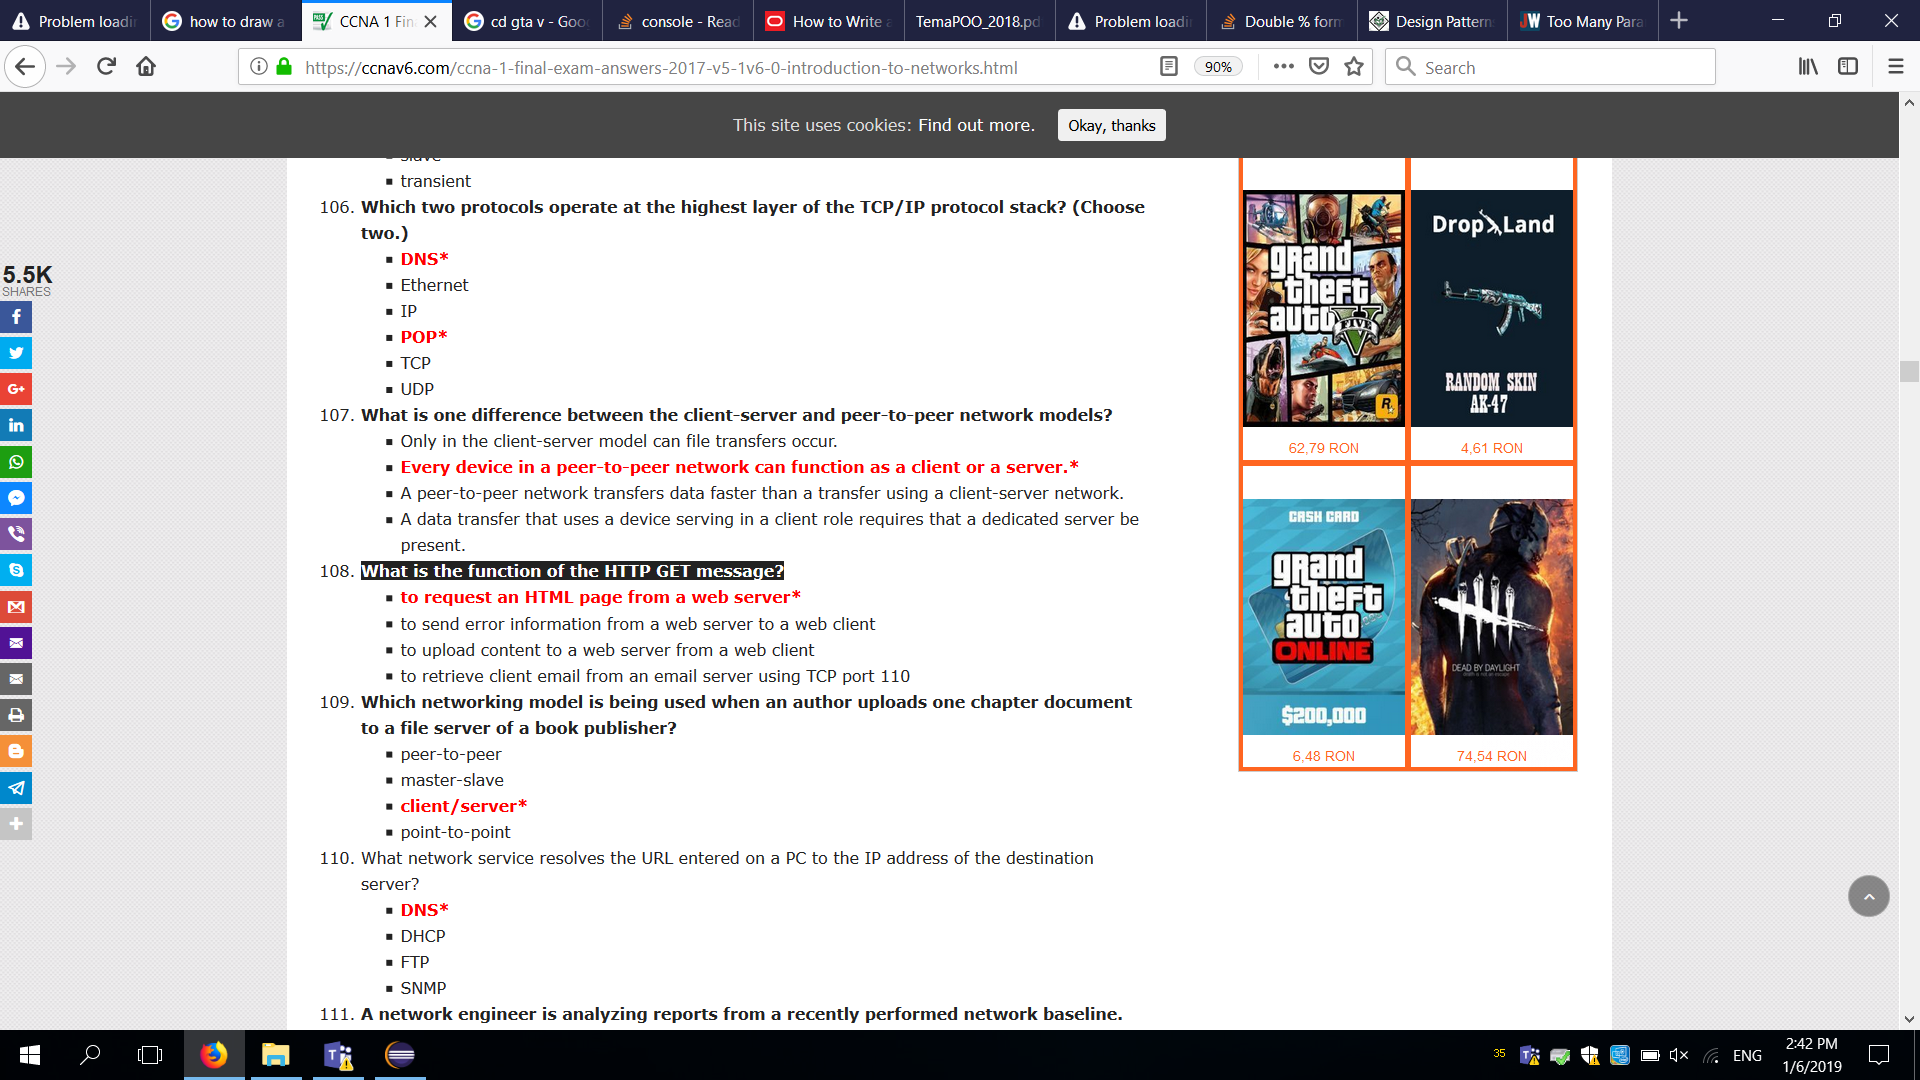 Problem loadin
how to draw a
CCNA 1 Fin
cd gta v - Goo
console - Read
How to Write a
TemaPOO_2018.pd
Problem loadin
Double % form
Design Pattern
JW Too Many Para
https://ccnav6.com/ccna-1-final-exam-answers-2017-v5-1v6-0-introduction-to-networks.html
90%
Search
This site uses cookies: Find out more.
Okay, thanks
slave
transient
106. Which two protocols operate at the highest layer of the TCP/IP protocol stack? (Choose
two.)
DNS*
Ethernet
IP
POP*
TCP
UDP
107. What is one difference between the client-server and peer-to-peer network models?
Only in the client-server model can file transfers occur.
Every device in a peer-to-peer network can function as a client or a server.*
A peer-to-peer network transfers data faster than a transfer using a client-server network.
A data transfer that uses a device serving in a client role requires that a dedicated server be
present.
108. What is the function of the HTTP GET message?
to request an HTML page from a web server*
to send error information from a web server to a web client
to upload content to a web server from a web client
to retrieve client email from an email server using TCP port 110
109. Which networking model is being used when an author uploads one chapter document
to a file server of a book publisher?
peer-to-peer
master-slave
client/server*
point-to-point
110. What network service resolves the URL entered on a PC to the IP address of the destination
server?
DNS*
DHCP
FTP
SNMP
111. A network engineer is analyzing reports from a recently performed network baseline.
5.5K
SHARES
grand
theft
auto
V
FIVE
R
62,79 RON
Drop Land
RANDOM SKIN
AK-47
4,61 RON
CASH CARD
grand
theft
auto
ONLINE
$200,000
6,48 RON
DEAD BY DAYLIGHT
death is not an escape
74,54 RON
35
ENG
2:42 PM
1/6/2019